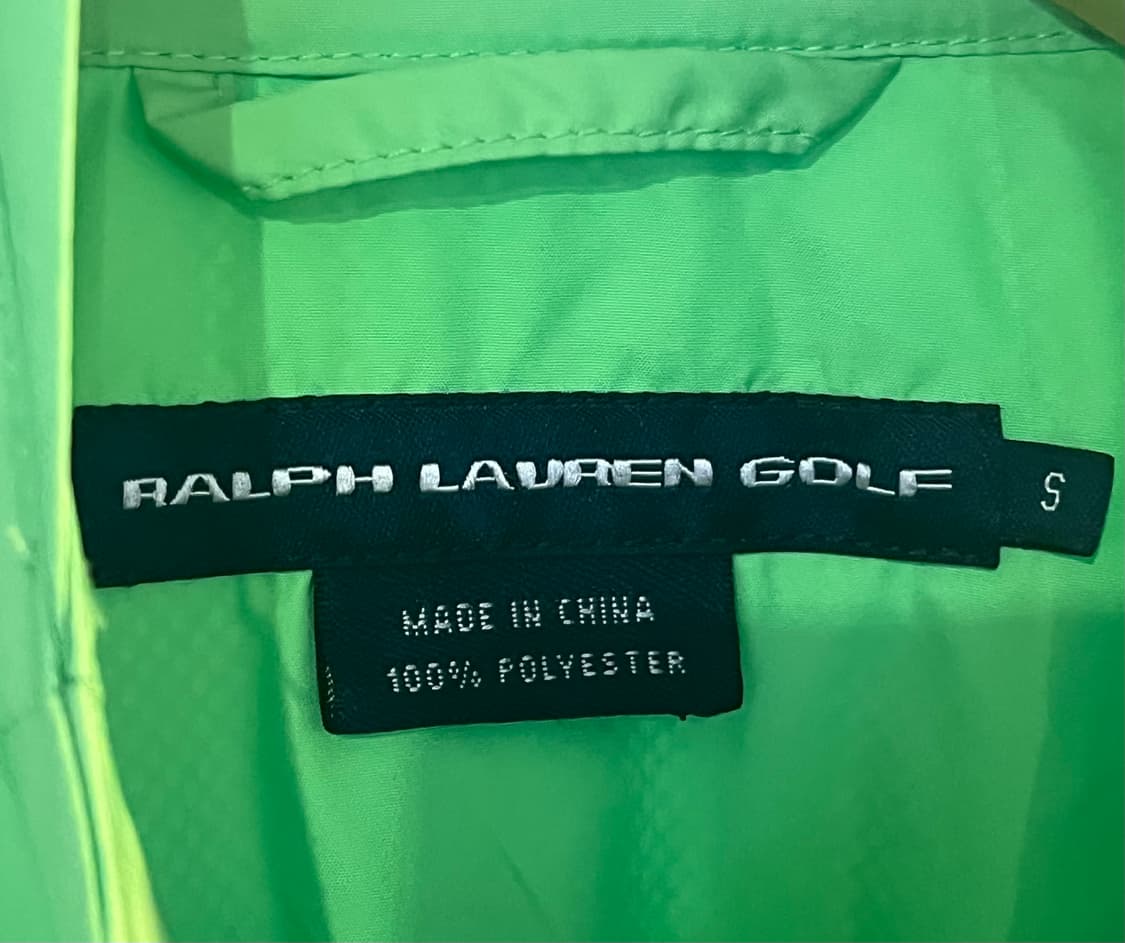 RALPH LAUREN GOLF
S
MADE IN CHINA
100% POLYESTER